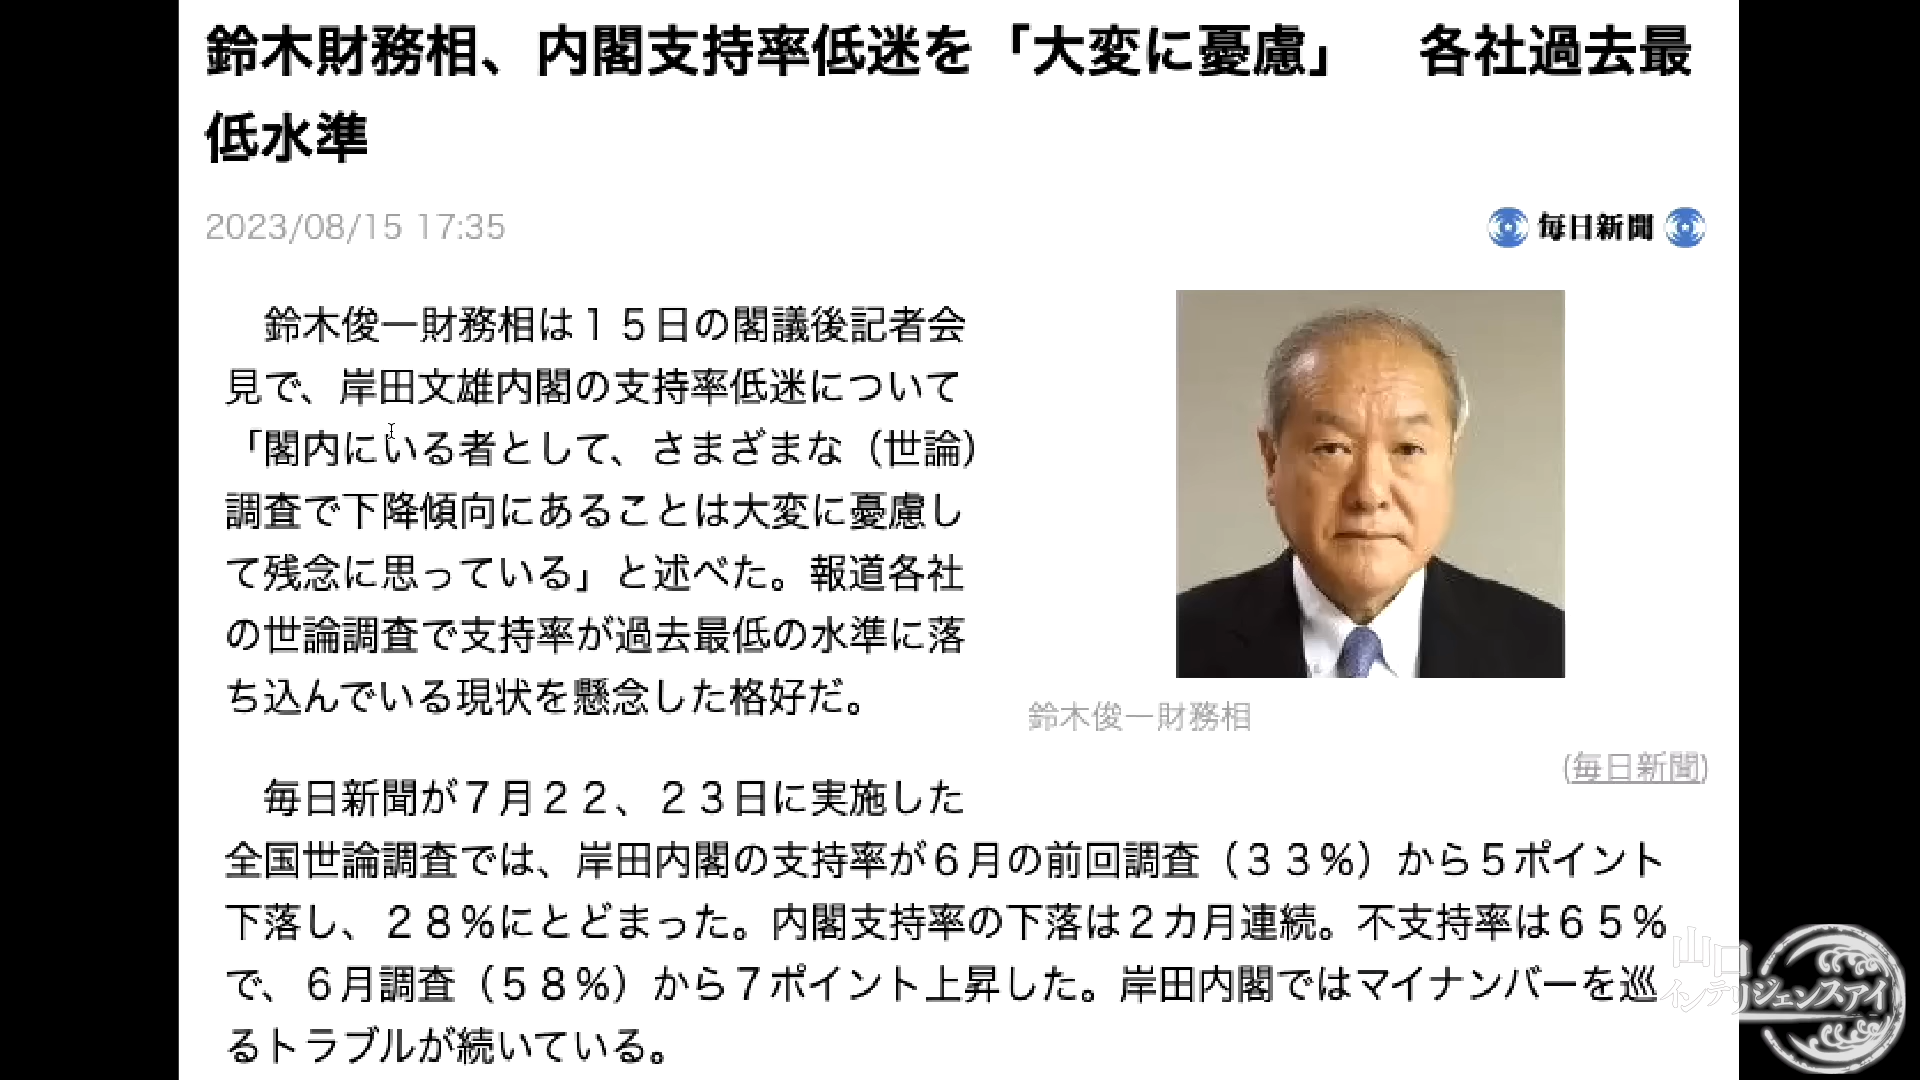 鈴木財務相、内閣支持率低迷を「大変に憂慮」　各社過去最
低水準
2023/08/15 17:35
毎日新聞
　鈴木俊一財務相は１５日の閣議後記者会
見で、岸田文雄内閣の支持率低迷について
「閣内にいる者として、さまざまな（世論）
調査で下降傾向にあることは大変に憂慮し
て残念に思っている」と述べた。報道各社
の世論調査で支持率が過去最低の水準に落
ち込んでいる現状を懸念した格好だ。
鈴木俊一財務相
(毎日新聞)
　毎日新聞が７月２２、２３日に実施した
全国世論調査では、岸田内閣の支持率が６月の前回調査（３３％）から５ポイント
下落し、２８％にとどまった。内閣支持率の下落は２カ月連続。不支持率は６５％
で、６月調査（５８％）から７ポイント上昇した。岸田内閣ではマイナンバーを巡
るトラブルが続いている。
山口
インテリジェンスアイ